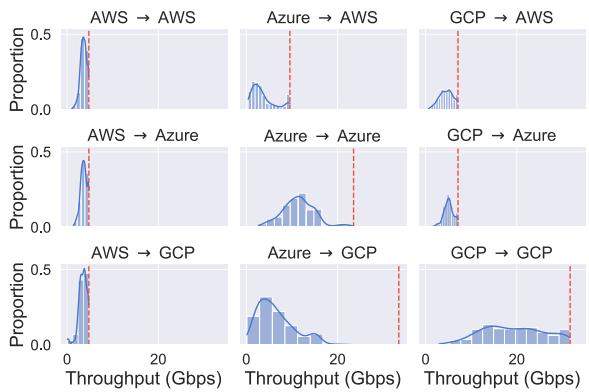 AWS → AWS
Azure → AWS
GCP → AWS
Proportion
0.5
0.0
AWS → Azure
Azure → Azure
GCP → Azure
Proportion
0.5
0.0
AWS → GCP
Azure → GCP
GCP → GCP
Proportion
0.5
0.0
0 20
0 20
0 20
Throughput (Gbps)
Throughput (Gbps)
Throughput (Gbps)